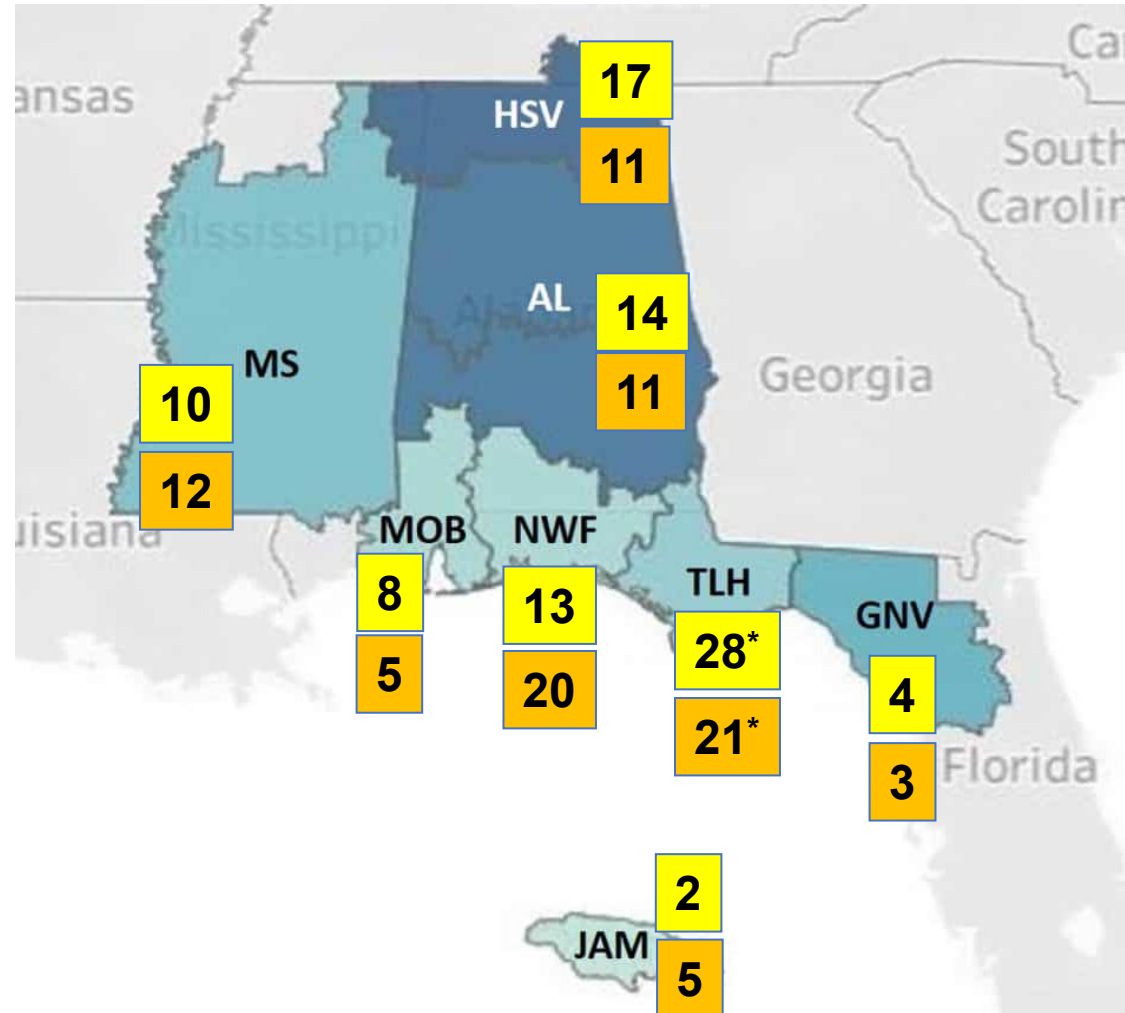 Ca
ansas
HSV
17
11
South
Carolin
Mississippi
AL
14
11
MS
Georgia
10
12
uisiana
MOB
NWF
TLH
GNV
8
5
13
20
28*
21*
4
3
Florida
2
JAM
5